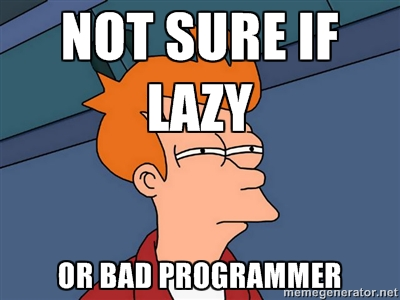 NOT SURE IF
LAZY
OR BAD PROGRAMMER
memegenerator.net